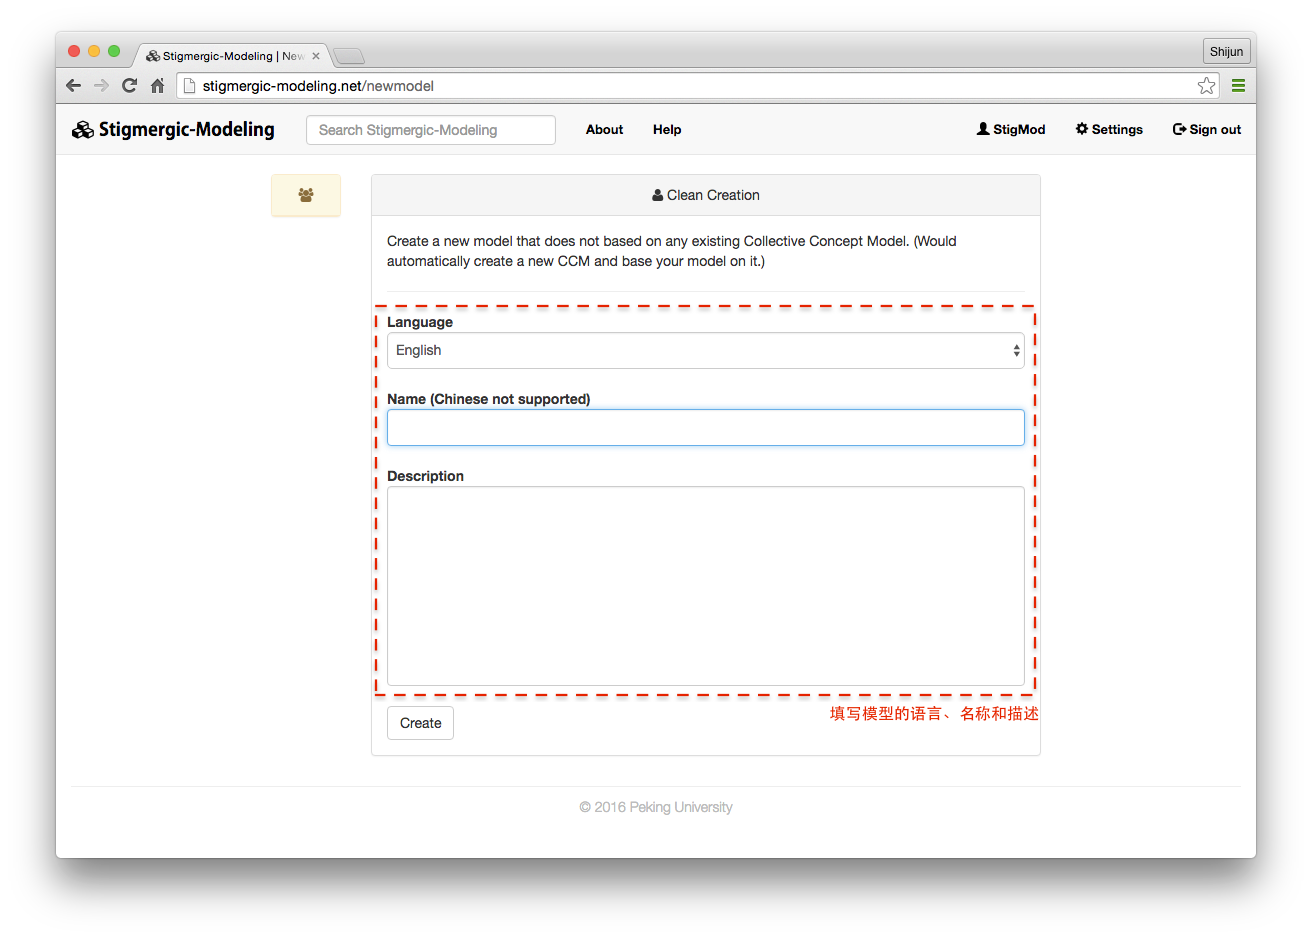 Stigmergic-Modeling | New
Shijun
stigmergic-modeling.net/newmodel
Stigmergic-Modeling
Search Stigmergic-Modeling
About
Help
StigMod
Settings
Sign out
Clean Creation
Create a new model that does not based on any existing Collective Concept Model. (Would
automatically create a new CCM and base your model on it.)
Language
English
Name (Chinese not supported)
Description
填写模型的语言、名称和描述
Create
© 2016 Peking University